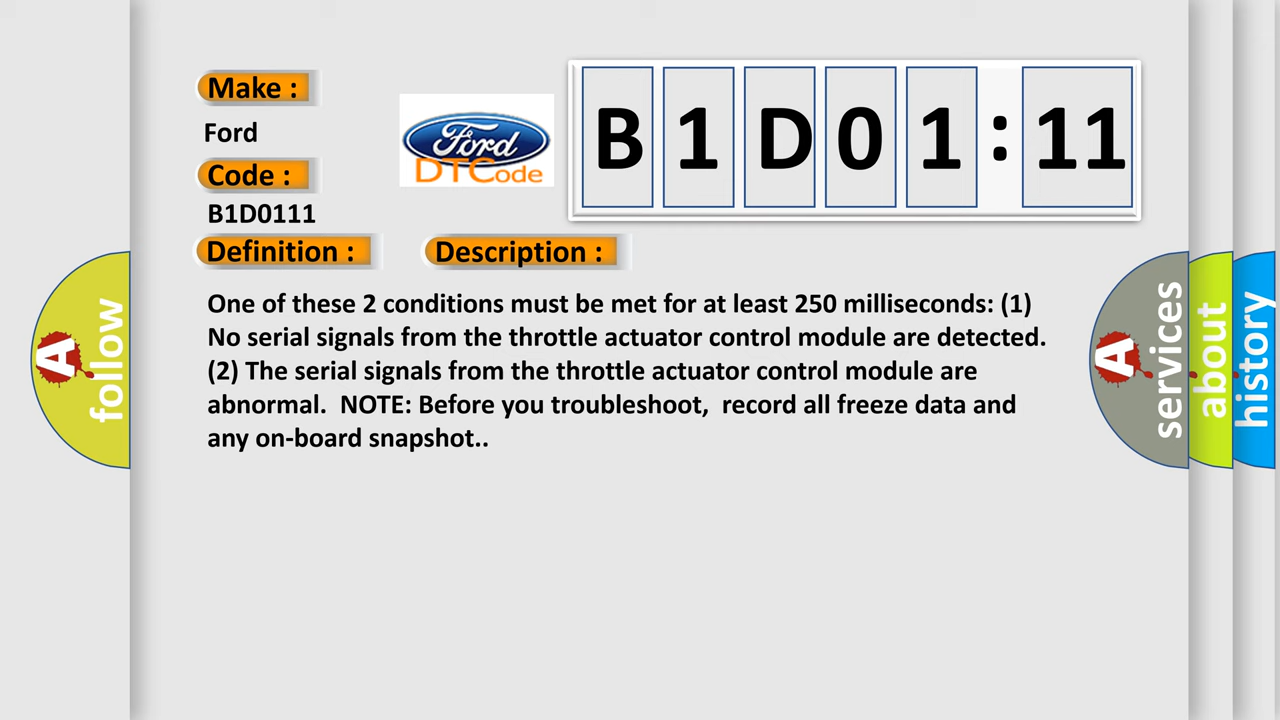 Make :
Ford
Code :
B1D0111
Ford
DTCode
B1D01:11
Definition :
Description :
One of these 2 conditions must be met for at least 250 milliseconds: (1)
No serial signals from the throttle actuator control module are detected.
(2) The serial signals from the throttle actuator control module are
abnormal. NOTE: Before you troubleshoot, record all freeze data and
any on-board snapshot..
A follow
A services
about
history